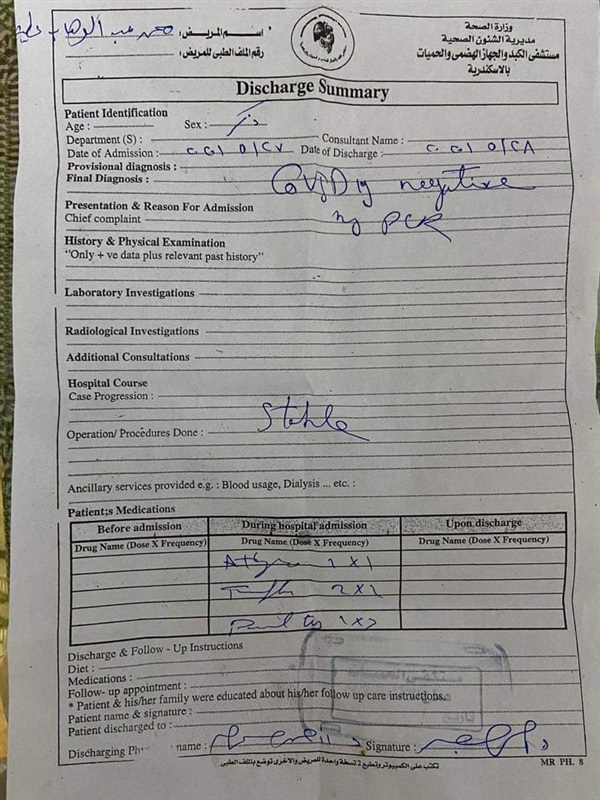 وزارة الصحة
مديرية الشئون الصحية
مستشفى الكبد والجهاز الهضمى والحميات
بالاسكندرية
اسم المريض: محمد عبد الوهاب
رقم الملف الطبى للمريض:
Discharge Summary
Patient Identification
Age : Sex : ذكر
Department (S) : Consultant Name :
Date of Admission : Date of Discharge :
Provisional diagnosis :
Final Diagnosis : Covid 19 negative
Presentation & Reason For Admission
Chief complaint by PCR
History & Physical Examination
"Only + ve data plus relevant past history"
Laboratory Investigations
Radiological Investigations
Additional Consultations
Hospital Course
Case Progression :
Stable
Operation/ Procedures Done :
Ancillary services provided e.g. : Blood usage, Dialysis ... etc. :
Patient;s Medications
Before admission During hospital admission Upon discharge
Drug Name (Dose X Frequency) Drug Name (Dose X Frequency) Drug Name (Dose X Frequency)
1 X 1
2 X 1
Discharge & Follow - Up Instructions
Diet :
Medications :
Follow- up appointment :
* Patient & his/her family were educated about his/her follow up care instructions.
Patient name & signature :
Patient discharged to :
Discharging name : Signature :
MR PH. 8